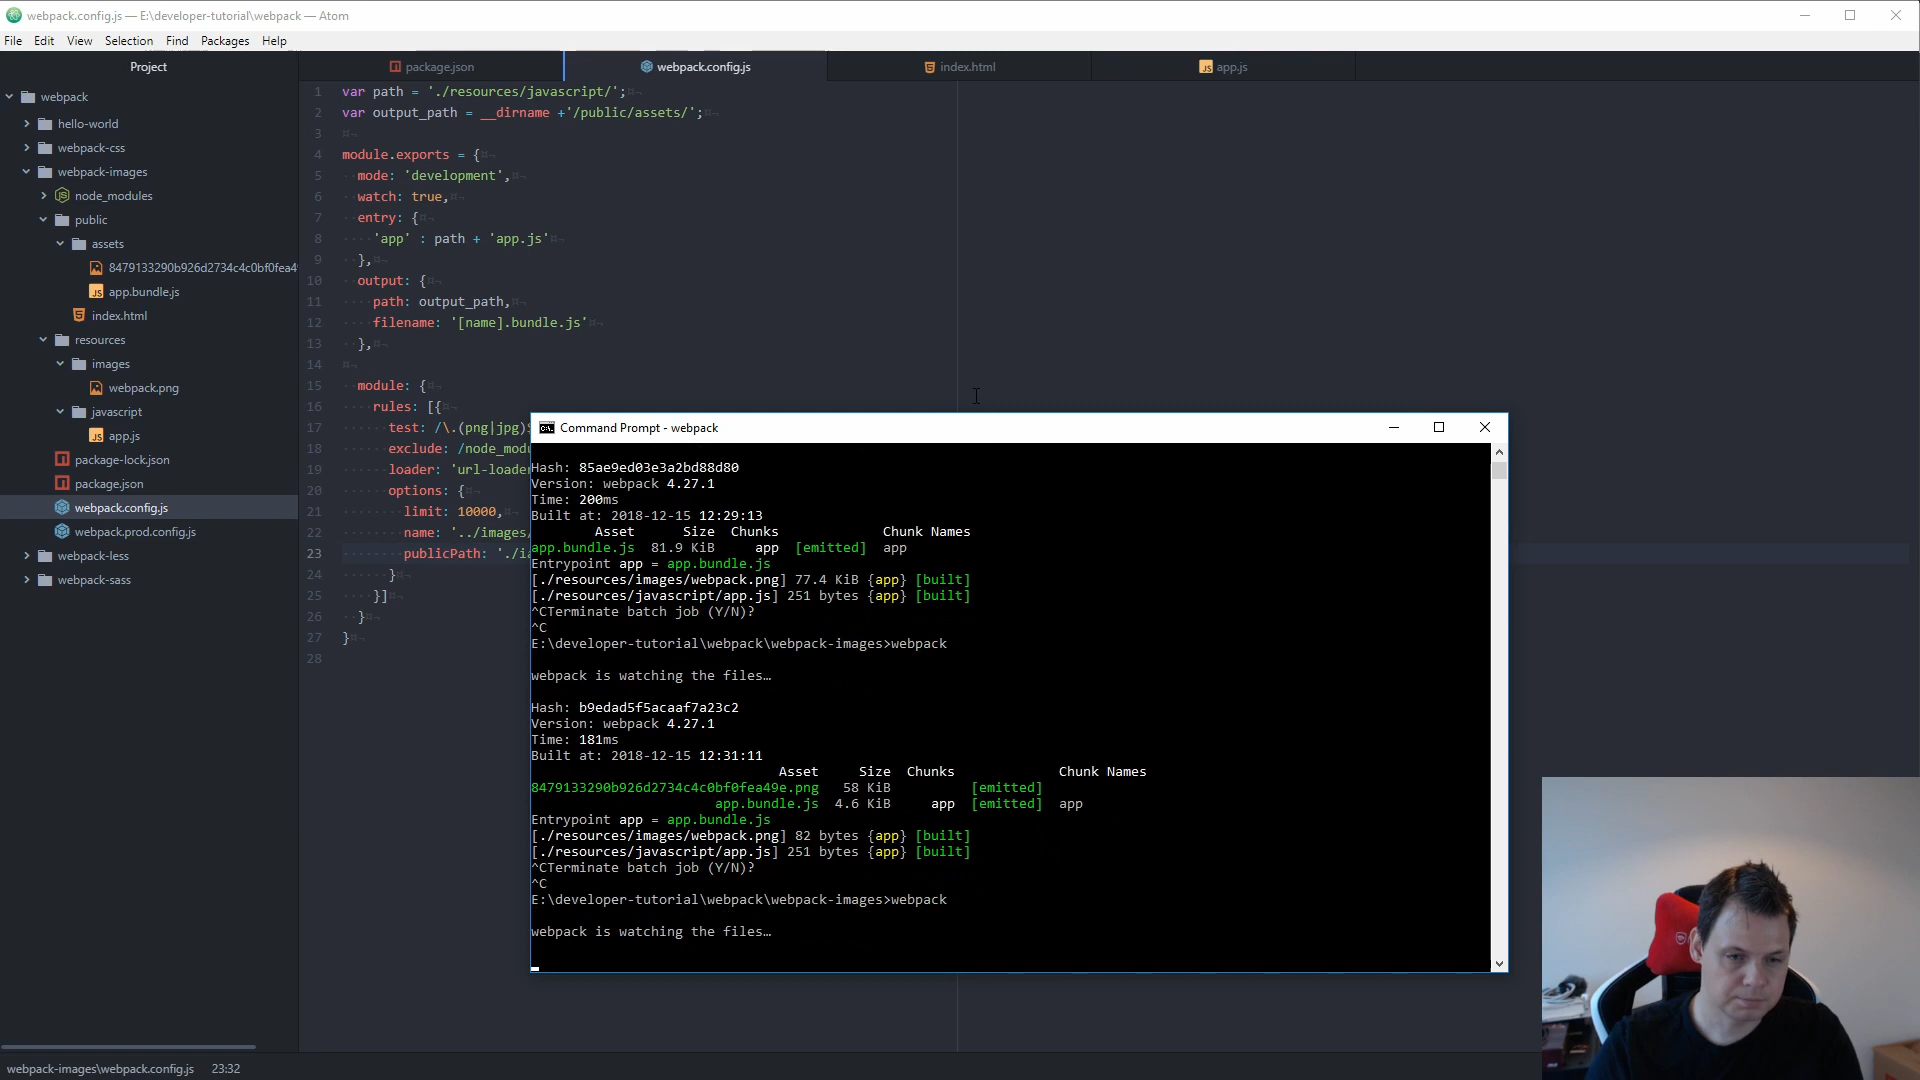 webpack.config.js — E:\developer-tutorial\webpack — Atom
File Edit View Selection Find Packages Help
Project
package.json
webpack.config.js
index.html
app.js
webpack
hello-world
webpack-css
webpack-images
node_modules
public
assets
8479133290b926d2734c4c0bf0fea4
app.bundle.js
index.html
resources
images
webpack.png
javascript
app.js
package-lock.json
package.json
webpack.config.js
webpack.prod.config.js
webpack-less
webpack-sass
1 var path = './resources/javascript/';
2 var output_path = __dirname +'/public/assets/';
3
4 module.exports = {
5 mode: 'development',
6 watch: true,
7 entry: {
8 'app' : path + 'app.js'
9 },
10 output: {
11 path: output_path,
12 filename: '[name].bundle.js'
13 },
14
15 module: {
16 rules: [{
17 test: /\.(png|jpg)
18 exclude: /node_mod
19 loader: 'url-loade
20 options: {
21 limit: 10000,
22 name: '../images/
23 publicPath: './i
24 }
25 }]
26 }
27 }
28
Command Prompt - webpack
Hash: 85ae9ed03e3a2bd88d80
Version: webpack 4.27.1
Time: 200ms
Built at: 2018-12-15 12:29:13
Asset Size Chunks Chunk Names
app.bundle.js 81.9 KiB app [emitted] app
Entrypoint app = app.bundle.js
[./resources/images/webpack.png] 77.4 KiB {app} [built]
[./resources/javascript/app.js] 251 bytes {app} [built]
^CTerminate batch job (Y/N)?
^C
E:\developer-tutorial\webpack\webpack-images>webpack
webpack is watching the files…
Hash: b9edad5f5acaaf7a23c2
Version: webpack 4.27.1
Time: 181ms
Built at: 2018-12-15 12:31:11
Asset Size Chunks Chunk Names
8479133290b926d2734c4c0bf0fea49e.png 58 KiB [emitted]
app.bundle.js 4.6 KiB app [emitted] app
Entrypoint app = app.bundle.js
[./resources/images/webpack.png] 82 bytes {app} [built]
[./resources/javascript/app.js] 251 bytes {app} [built]
^CTerminate batch job (Y/N)?
^C
E:\developer-tutorial\webpack\webpack-images>webpack
webpack is watching the files…
webpack-images\webpack.config.js 23:32